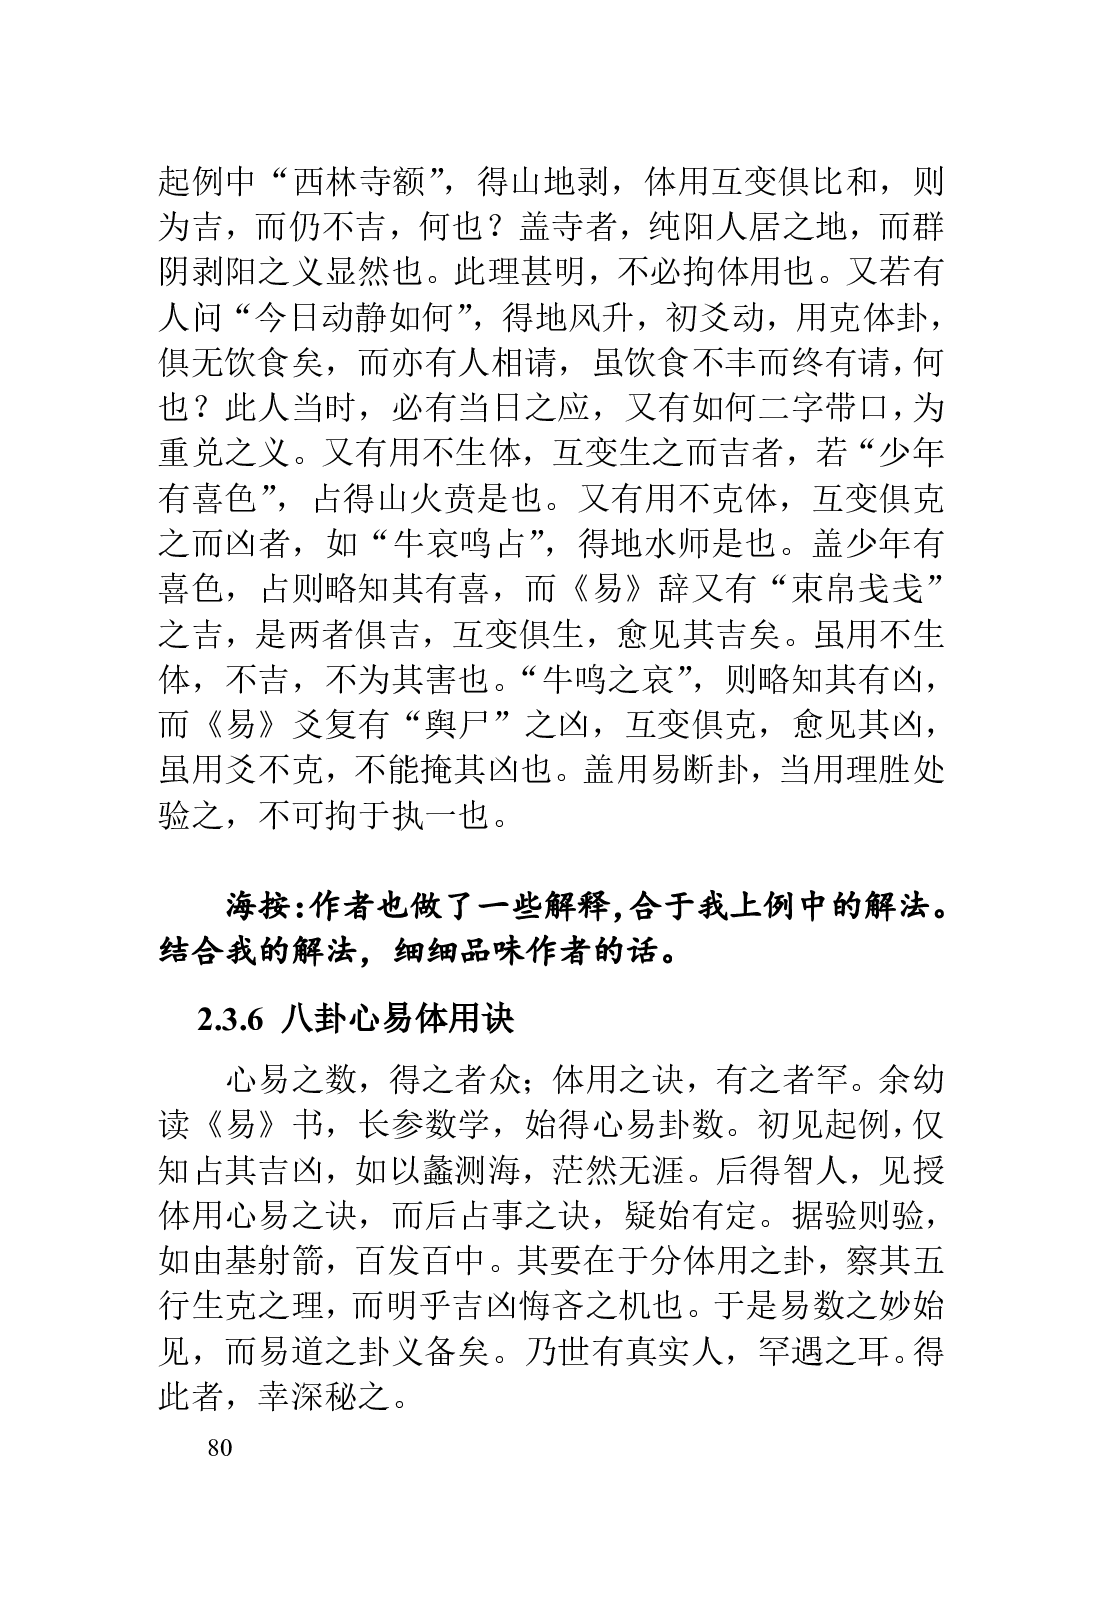 起例中“西林寺额”，得山地剥，体用互变俱比和，则
为吉，而仍不吉，何也？盖寺者，纯阳人居之地，而群
阴剥阳之义显然也。此理甚明，不必拘体用也。又若有
人问“今日动静如何”，得地风升，初爻动，用克体卦，
俱无饮食矣，而亦有人相请，虽饮食不丰而终有请，何
也？此人当时，必有当日之应，又有如何二字带口，为
重兑之义。又有用不生体，互变生之而吉者，若“少年
有喜色”，占得山火贲是也。又有用不克体，互变俱克
之而凶者，如“牛哀鸣占”，得地水师是也。盖少年有
喜色，占则略知其有喜，而《易》辞又有“束帛戋戋”
之吉，是两者俱吉，互变俱生，愈见其吉矣。虽用不生
体，不吉，不为其害也。“牛鸣之哀”，则略知其有凶，
而《易》爻复有“舆尸”之凶，互变俱克，愈见其凶，
虽用爻不克，不能掩其凶也。盖用易断卦，当用理胜处
验之，不可拘于执一也。
海按：作者也做了一些解释，合于我上例中的解法。
结合我的解法，细细品味作者的话。
2.3.6 八卦心易体用诀
心易之数，得之者众；体用之诀，有之者罕。余幼
读《易》书，长参数学，始得心易卦数。初见起例，仅
知占其吉凶，如以蠡测海，茫然无涯。后得智人，见授
体用心易之诀，而后占事之诀，疑始有定。据验则验，
如由基射箭，百发百中。其要在于分体用之卦，察其五
行生克之理，而明乎吉凶悔吝之机也。于是易数之妙始
见，而易道之卦义备矣。乃世有真实人，罕遇之耳。得
此者，幸深秘之。
80